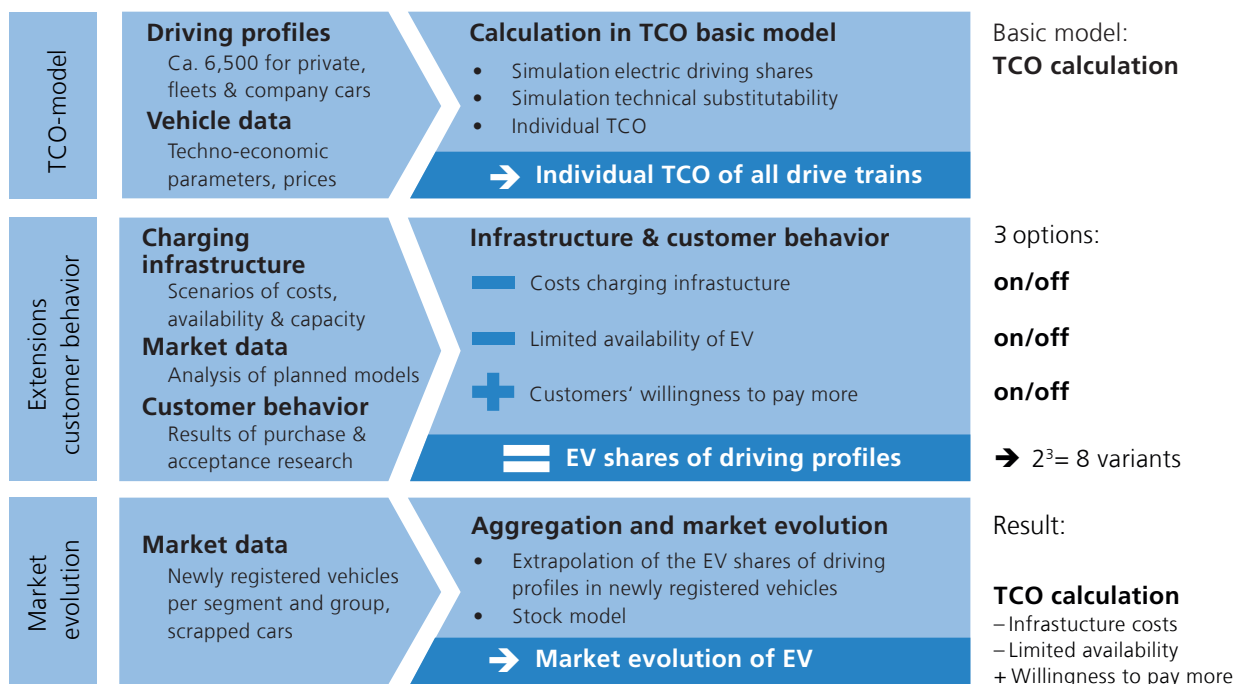 TCO-model
Driving profiles
Ca. 6,500 for private,
fleets & company cars
Vehicle data
Techno-economic
parameters, prices
Calculation in TCO basic model
• Simulation electric driving shares
• Simulation technical substitutability
• Individual TCO
➔ Individual TCO of all drive trains
Basic model:
TCO calculation
Extensions
customer behavior
Charging
infrastructure
Scenarios of costs,
availability & capacity
Market data
Analysis of planned models
Customer behavior
Results of purchase &
acceptance research
Infrastructure & customer behavior
Costs charging infrastucture
Limited availability of EV
Customers‘ willingness to pay more
EV shares of driving profiles
3 options:
on/off
on/off
on/off
➔ 2³= 8 variants
Market
evolution
Market data
Newly registered vehicles
per segment and group,
scrapped cars
Aggregation and market evolution
• Extrapolation of the EV shares of driving
profiles in newly registered vehicles
• Stock model
➔ Market evolution of EV
Result:
TCO calculation
– Infrastucture costs
– Limited availability
+ Willingness to pay more